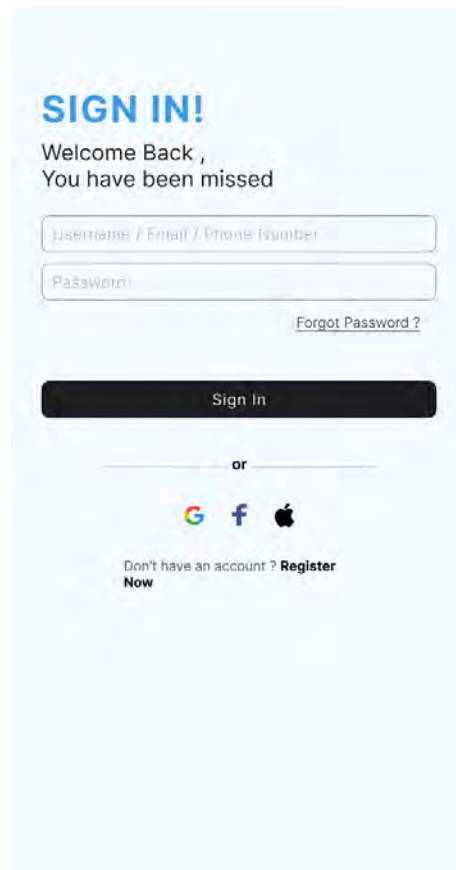 SIGN IN!
Welcome Back ,
You have been missed
Username / Email / Phone Number
Password
Forgot Password ?
Sign In
or
Don't have an account ? Register
Now